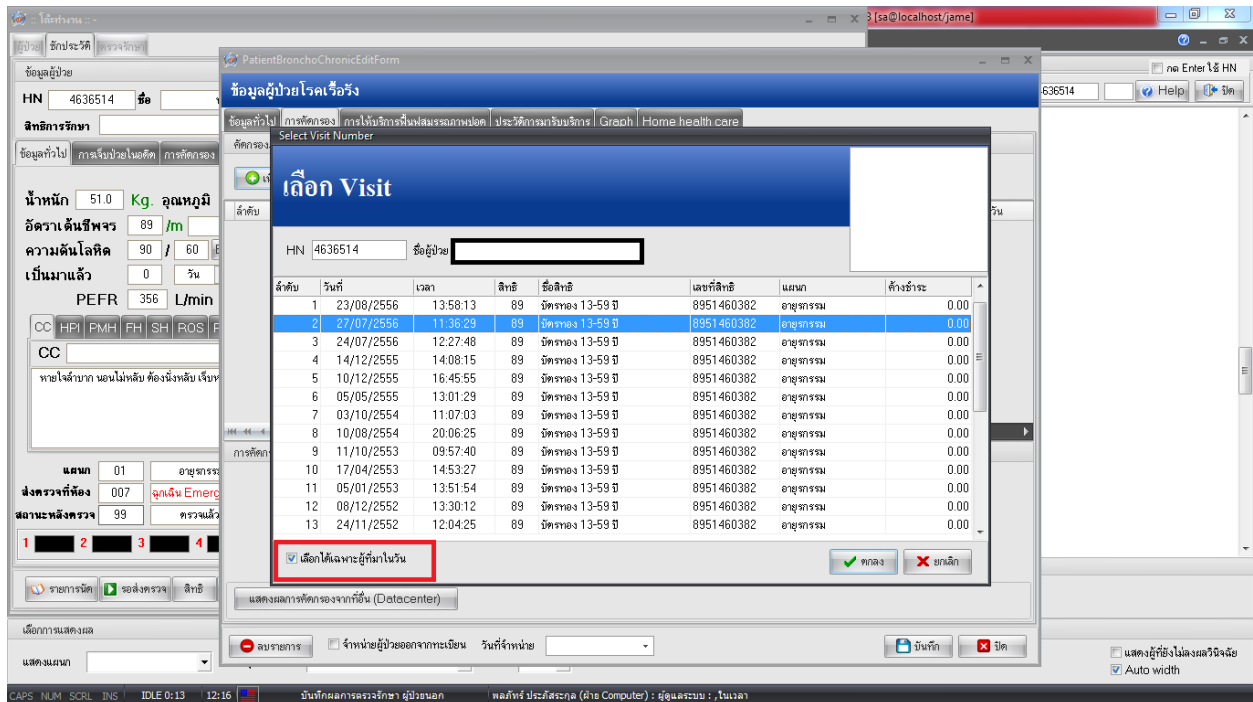 :: โต๊ะทำงาน :: -
3 [sa@localhost/jame]
ผู้ป่วย ซักประวัติ ตรวจรักษา
ข้อมูลผู้ป่วย
HN 4636514 ชื่อ
สิทธิการรักษา
ข้อมูลทั่วไป การเจ็บป่วยในอดีต การคัดกรอง
น้ำหนัก 51.0 Kg. อุณหภูมิ
อัตราเต้นชีพจร 89 /m
ความดันโลหิต 90 / 60
เป็นมาแล้ว 0 วัน
PEFR 356 L/min
CC HPI PMH FH SH ROS
CC
หายใจลำบาก นอนไม่หลับ ต้องนั่งหลับ
แผนก 01
ส่งตรวจที่ห้อง 007 ฉุกเฉิน Emerg
สถานะหลังตรวจ 99 ตรวจแล้ว
1 2 3 4
รายการนัด รอส่งตรวจ สิทธิ
เลือกการแสดงผล
แสดงแผนก
PatientBronchoChronicEditForm
ข้อมูลผู้ป่วยโรคเรื้อรัง
ข้อมูลทั่วไป การคัดกรอง การให้บริการฟื้นฟูสมรรถภาพปอด ประวัติการมารับบริการ Graph Home health care
ลำดับ
วัน
Select Visit Number
เลือก Visit
HN 4636514 ชื่อผู้ป่วย
ลำดับ วันที่ เวลา สิทธิ ชื่อสิทธิ เลขที่สิทธิ แผนก ค้างชำระ
1 23/08/2556 13:58:13 89 บัตรทอง 13-59 ปี 8951460382 อายุรกรรม 0.00
2 27/07/2556 11:36:29 89 บัตรทอง 13-59 ปี 8951460382 อายุรกรรม 0.00
3 24/07/2556 12:27:48 89 บัตรทอง 13-59 ปี 8951460382 อายุรกรรม 0.00
4 14/12/2555 14:08:15 89 บัตรทอง 13-59 ปี 8951460382 อายุรกรรม 0.00
5 10/12/2555 16:45:55 89 บัตรทอง 13-59 ปี 8951460382 อายุรกรรม 0.00
6 05/05/2555 13:01:29 89 บัตรทอง 13-59 ปี 8951460382 อายุรกรรม 0.00
7 03/10/2554 11:07:03 89 บัตรทอง 13-59 ปี 8951460382 อายุรกรรม 0.00
8 10/08/2554 20:06:25 89 บัตรทอง 13-59 ปี 8951460382 อายุรกรรม 0.00
9 11/10/2553 09:57:40 89 บัตรทอง 13-59 ปี 8951460382 อายุรกรรม 0.00
10 17/04/2553 14:53:27 89 บัตรทอง 13-59 ปี 8951460382 อายุรกรรม 0.00
11 05/01/2553 13:51:54 89 บัตรทอง 13-59 ปี 8951460382 อายุรกรรม 0.00
12 08/12/2552 13:30:12 89 บัตรทอง 13-59 ปี 8951460382 อายุรกรรม 0.00
13 24/11/2552 12:04:25 89 บัตรทอง 13-59 ปี 8951460382 อายุรกรรม 0.00
เลือกได้เฉพาะผู้ที่มาในวัน ตกลง ยกเลิก
แสดงผลการคัดกรองจากที่อื่น (Datacenter)
ลบรายการ จำหน่ายผู้ป่วยออกจากทะเบียน วันที่จำหน่าย บันทึก ปิด
กด Enter ใช้ HN
4636514 Help ปิด
แสดงผู้ที่ยังไม่ลงผลวินิจฉัย
Auto width
CAPS NUM SCRL INS IDLE 0:13 12:16 บันทึกผลการตรวจรักษา ผู้ป่วยนอก พลภัทร์ ประภัสระกูล (ฝ่าย Computer) : ผู้ดูแลระบบ : ,ในเวลา